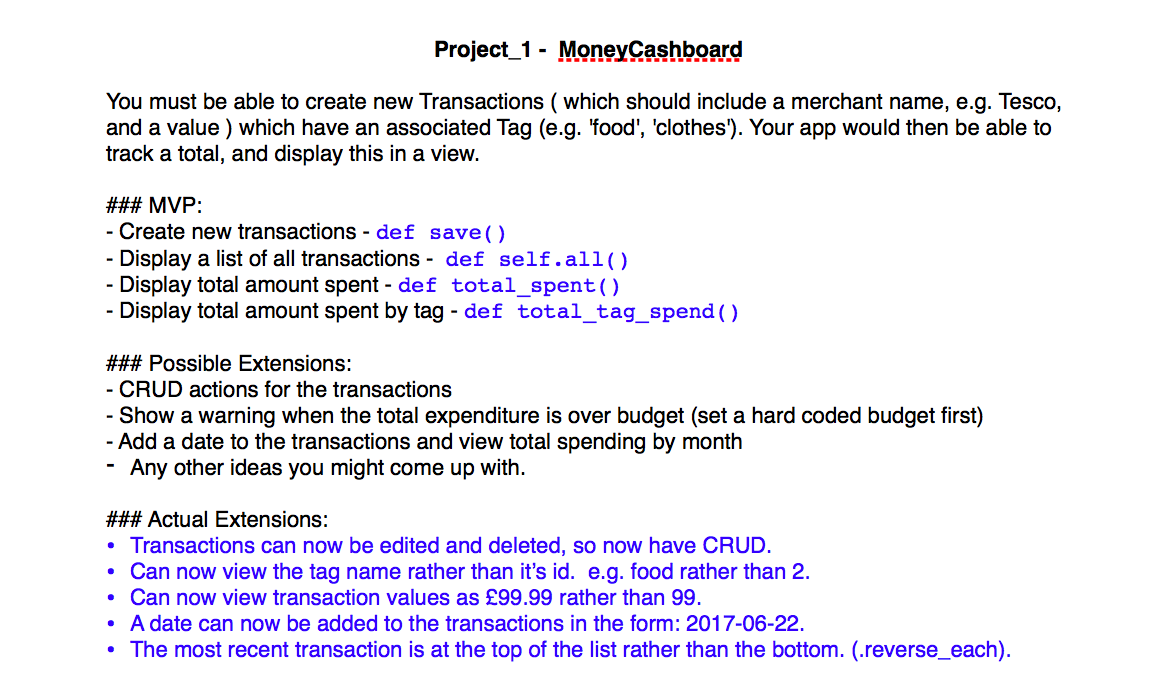 Project_1 - MoneyCashboard
You must be able to create new Transactions ( which should include a merchant name, e.g. Tesco,
and a value ) which have an associated Tag (e.g. 'food', 'clothes'). Your app would then be able to
track a total, and display this in a view.
### MVP:
- Create new transactions - def save()
- Display a list of all transactions - def self.all()
- Display total amount spent - def total_spent()
- Display total amount spent by tag - def total_tag_spend()
### Possible Extensions:
- CRUD actions for the transactions
- Show a warning when the total expenditure is over budget (set a hard coded budget first)
- Add a date to the transactions and view total spending by month
- Any other ideas you might come up with.
### Actual Extensions:
• Transactions can now be edited and deleted, so now have CRUD.
• Can now view the tag name rather than it’s id. e.g. food rather than 2.
• Can now view transaction values as £99.99 rather than 99.
• A date can now be added to the transactions in the form: 2017-06-22.
• The most recent transaction is at the top of the list rather than the bottom. (.reverse_each).